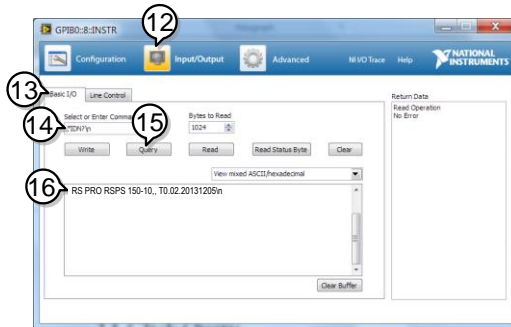 GPIB0::8::INSTR
12
Configuration
Input/Output
Advanced
NI I/O Trace
Help
NATIONAL INSTRUMENTS
13
Basic I/O
Line Control
Return Data
Read Operation
No Error
Select or Enter Comma
Bytes to Read
14
*IDN?\n
15
1024
Write
Query
Read
Read Status Byte
Clear
View mixed ASCII/hexadecimal
16
RS PRO RSPS 150-10,, T0.02.20131205\n
Clear Buffer